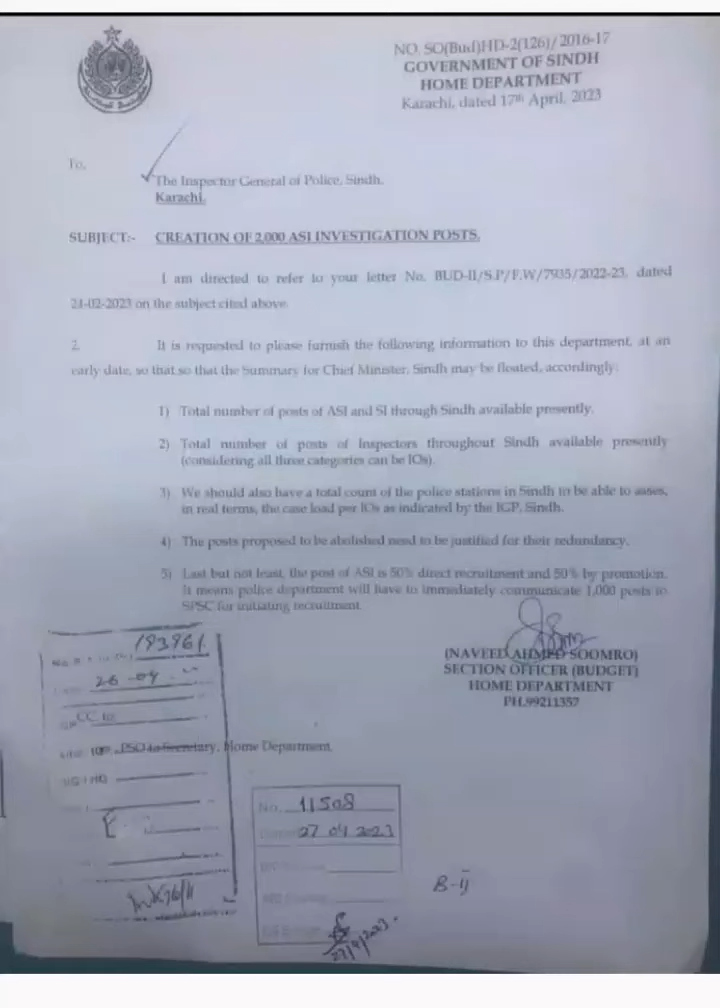 NO. SO(Bud)HD-2(126)/2016-17
GOVERNMENT OF SINDH
HOME DEPARTMENT
Karachi, dated 17th April, 2023
To,
The Inspector General of Police, Sindh.
Karachi.
SUBJECT:- CREATION OF 2,000 ASI INVESTIGATION POSTS.
I am directed to refer to your letter No. BUD-II/S.P/F.W/7935/2022-23, dated
24-02-2023 on the subject cited above.
2. It is requested to please furnish the following information to this department, at an
early date, so that so that the Summary for Chief Minister, Sindh may be floated, accordingly:
1) Total number of posts of ASI and SI through Sindh available presently.
2) Total number of posts of Inspectors throughout Sindh available presently
(considering all three categories can be IOs).
3) We should also have a total count of the police stations in Sindh to be able to asses,
in real terms, the case load per IOs as indicated by the IGP, Sindh.
4) The posts proposed to be abolished need to be justified for their redundancy.
5) Last but not least, the post of ASI is 50% direct recruitment and 50% by promotion.
It means police department will have to immediately communicate 1,000 posts to
SPSC for initiating recruitment.
(NAVEED AHMED SOOMRO)
SECTION OFFICER (BUDGET)
HOME DEPARTMENT
PH.99211357
193961
26-04
CC to
PSO to Secretary, Home Department
No. 11508
27 04 2023
B-II
27/4/2023.